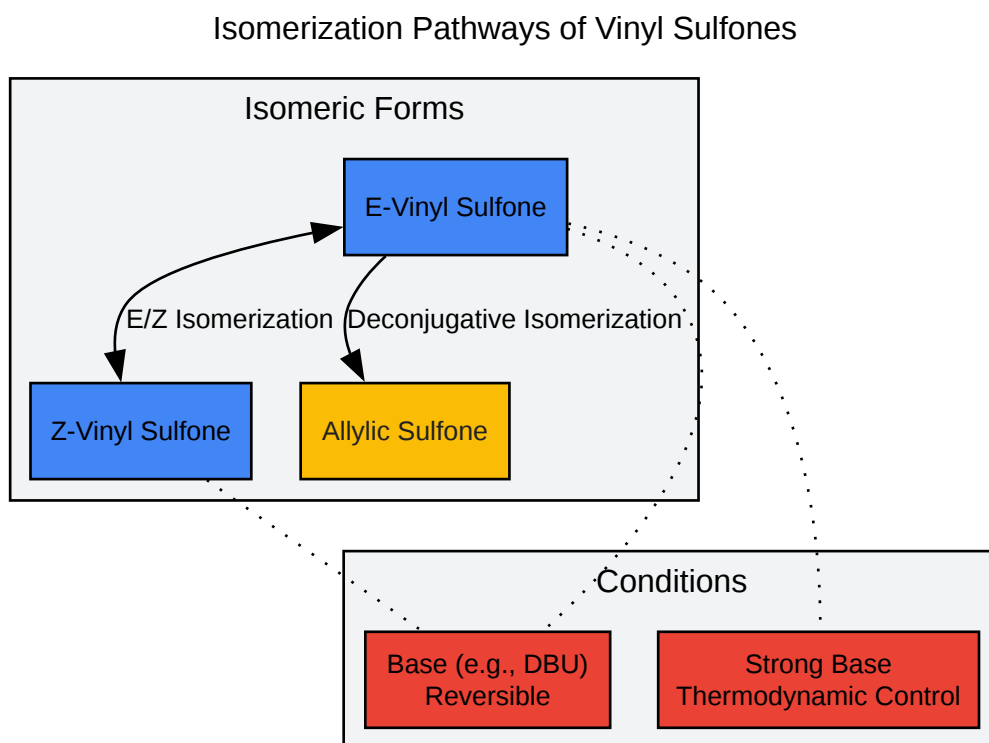 Isomerization Pathways of Vinyl Sulfones
Isomeric Forms
E-Vinyl Sulfone
E/Z Isomerization
Deconjugative Isomerization
Z-Vinyl Sulfone
Allylic Sulfone
Conditions
Base (e.g., DBU)
Reversible
Strong Base
Thermodynamic Control